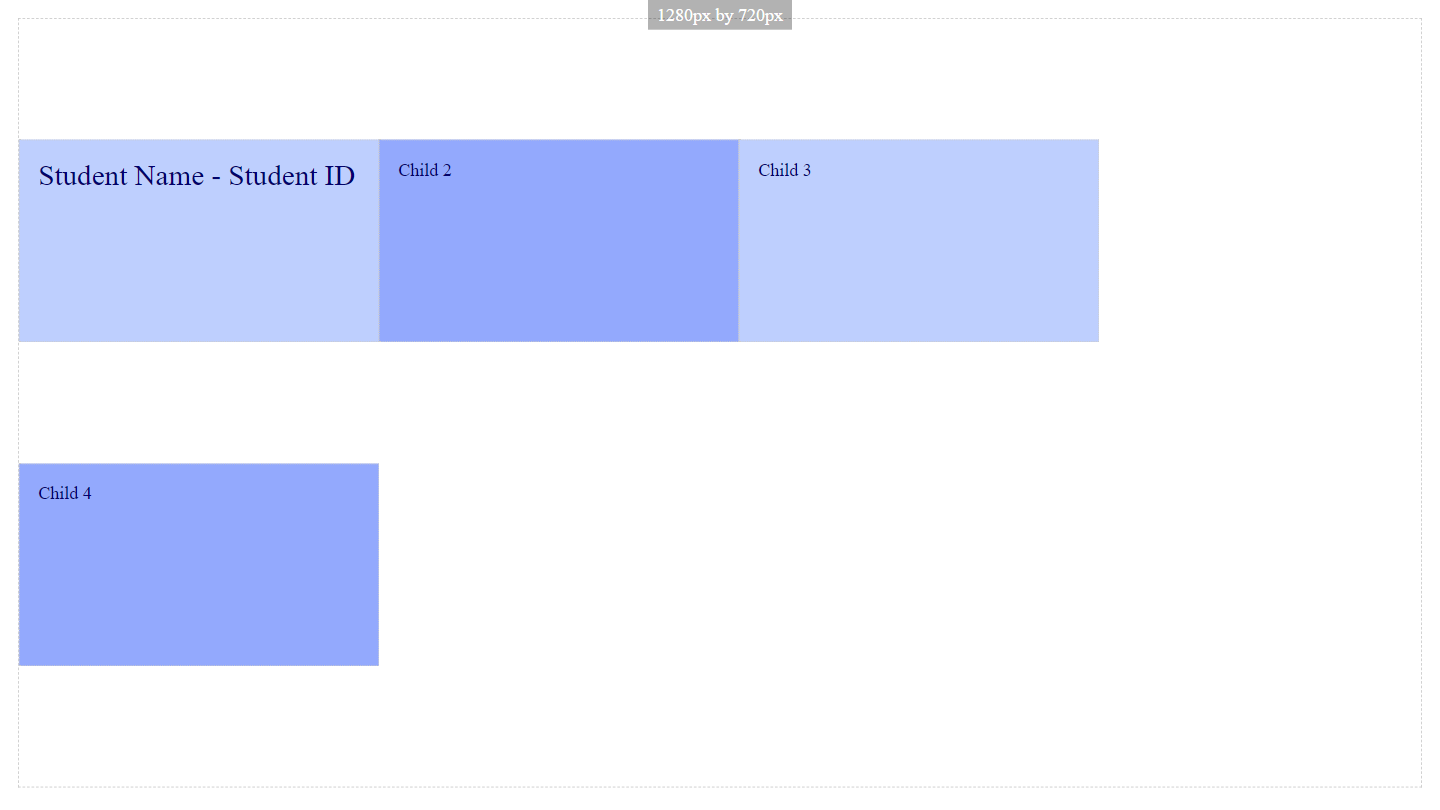 1280px by 720px
Student Name - Student ID
Child 2
Child 3
Child 4